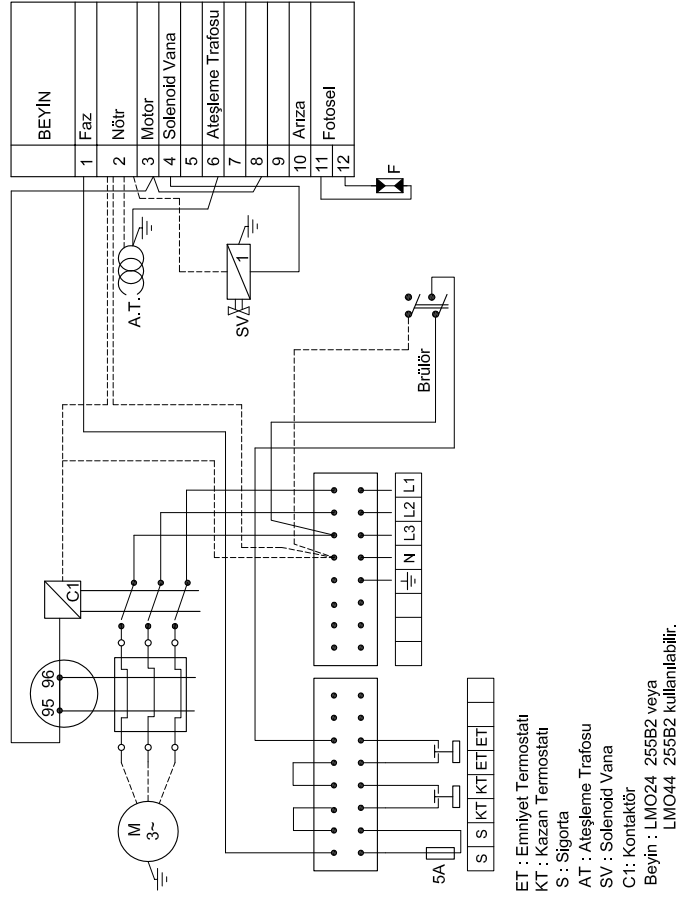 BEYİN
1 Faz
2 Nötr
3 Motor
4 Solenoid Vana
5
6 Ateşleme Trafosu
7
8
9
10 Arıza
11 Fotosel
12
F
A.T.
SV
1
Brülör
C1
95 96
M
3~
L1
L2
L3
N
5A
S S KT KT ET ET
ET : Emniyet Termostatı
KT : Kazan Termostatı
S : Sigorta
AT : Ateşleme Trafosu
SV : Solenoid Vana
C1: Kontaktör
Beyin : LMO24 255B2 veya
LMO44 255B2 kullanılabilir.